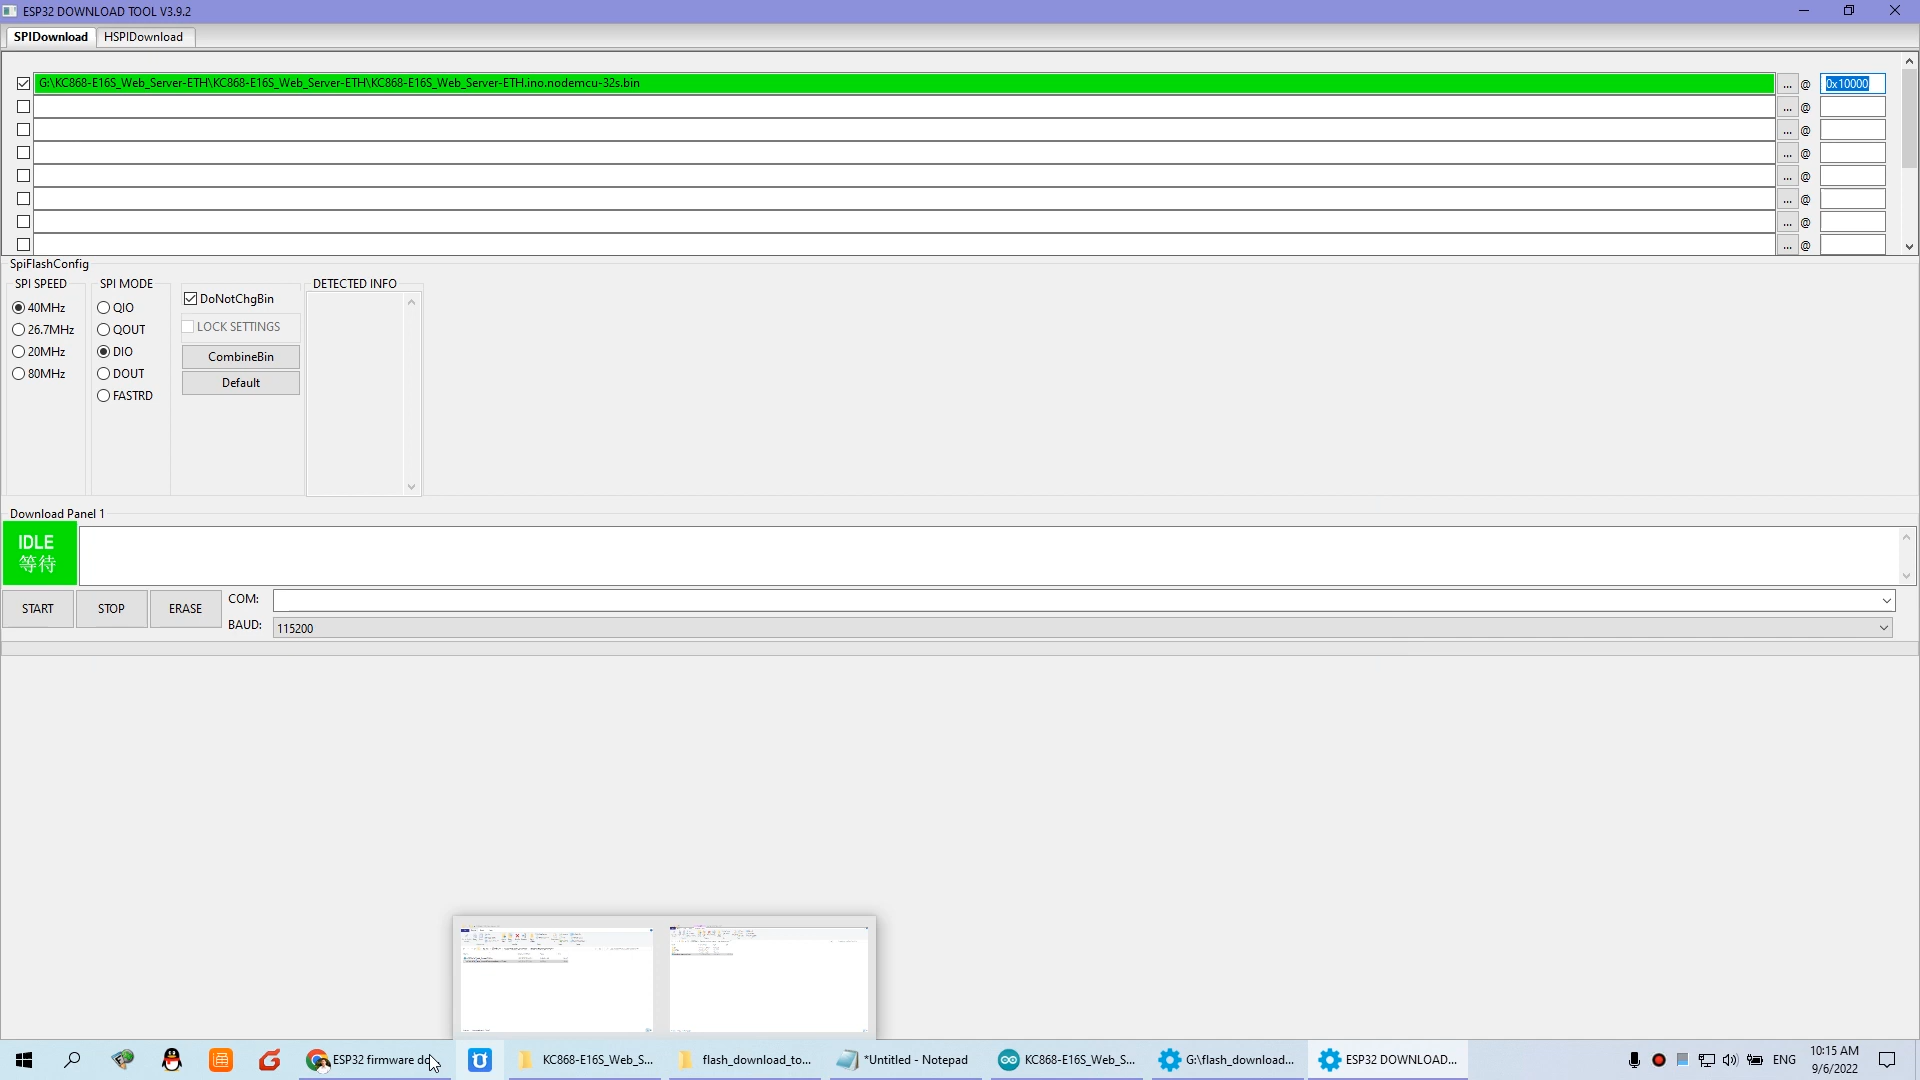 ESP32 DOWNLOAD TOOL V3.9.2
SPIDownload HSPIDownload
G:\KC868-E16S_Web_Server-ETH\KC868-E16S_Web_Server-ETH\KC868-E16S_Web_Server-ETH.ino.nodemcu-32s.bin ... @ 0x10000
... @
... @
... @
... @
... @
... @
... @
SpiFlashConfig
SPI SPEED SPI MODE DETECTED INFO
40MHz QIO DoNotChgBin
26.7MHz QOUT LOCK SETTINGS
20MHz DIO CombineBin
80MHz DOUT Default
FASTRD
Download Panel 1
IDLE
等待
START STOP ERASE COM:
BAUD: 115200
ESP32 firmware do KC868-E16S_Web_S... flash_download_to... *Untitled - Notepad KC868-E16S_Web_S... G:\flash_download... ESP32 DOWNLOAD... ENG 10:15 AM
9/6/2022